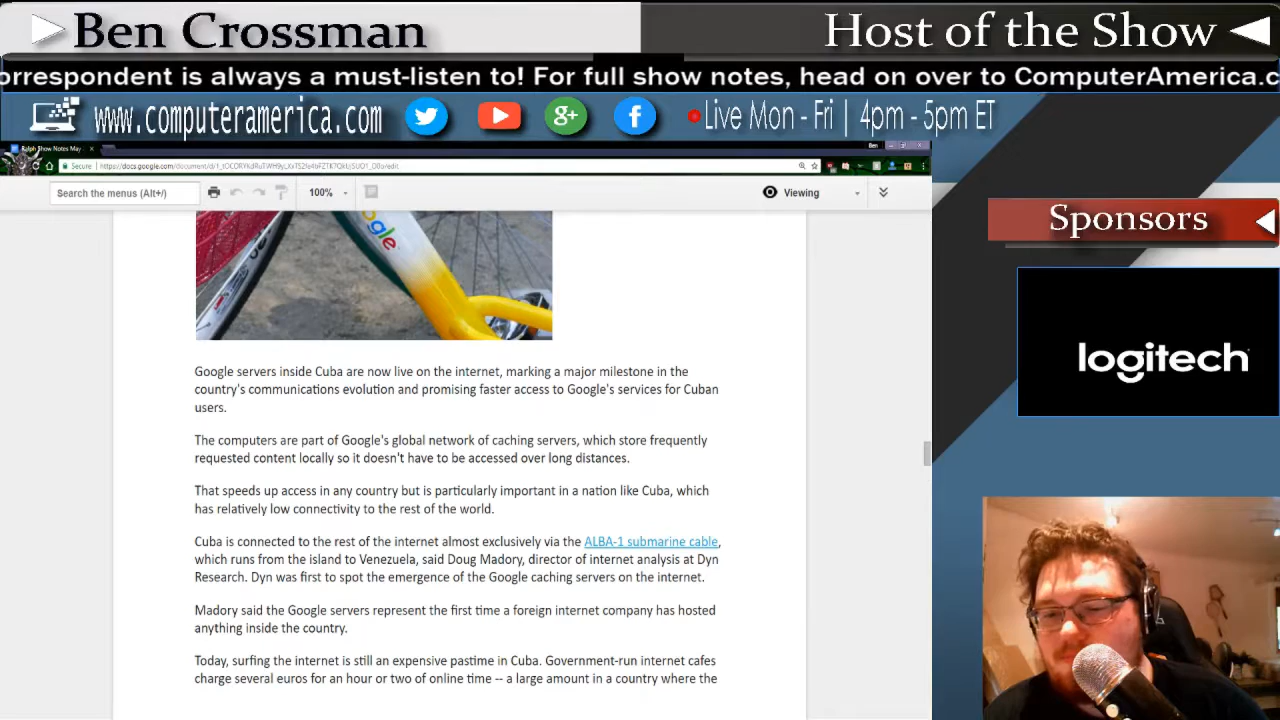 Ben Crossman
Host of the Show
orrespondent is always a must-listen to! For full show notes, head on over to ComputerAmerica.c
www.computeramerica.com
g+
f
Live Mon - Fri | 4pm - 5pm ET
Ralph Show Notes May
Ben
Secure
Search the menus (Alt+/)
100%
Viewing
Sponsors
ogle
logitech
Google servers inside Cuba are now live on the internet, marking a major milestone in the
country's communications evolution and promising faster access to Google's services for Cuban
users.
The computers are part of Google's global network of caching servers, which store frequently
requested content locally so it doesn't have to be accessed over long distances.
That speeds up access in any country but is particularly important in a nation like Cuba, which
has relatively low connectivity to the rest of the world.
Cuba is connected to the rest of the internet almost exclusively via the ALBA-1 submarine cable,
which runs from the island to Venezuela, said Doug Madory, director of internet analysis at Dyn
Research. Dyn was first to spot the emergence of the Google caching servers on the internet.
Madory said the Google servers represent the first time a foreign internet company has hosted
anything inside the country.
Today, surfing the internet is still an expensive pastime in Cuba. Government-run internet cafes
charge several euros for an hour or two of online time -- a large amount in a country where the